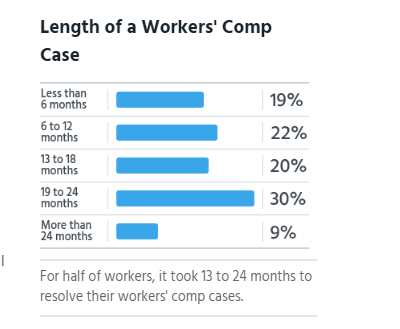 Length of a Workers' Comp
Case
Less than
6 months
19%
6 to 12
months
22%
13 to 18
months
20%
19 to 24
months
30%
More than
24 months
9%
For half of workers, it took 13 to 24 months to
resolve their workers' comp cases.